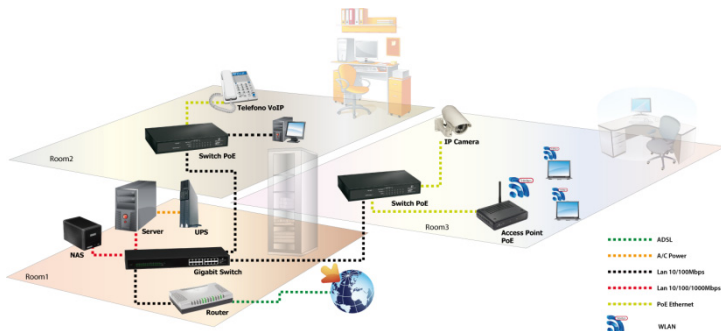 Telefono VoIP
Switch PoE
Room2
IP Camera
Switch PoE
Access Point
PoE
Room3
Server
UPS
NAS
Gigabit Switch
Room1
Router
ADSL
A/C Power
Lan 10/100Mbps
Lan 10/100/1000Mbps
PoE Ethernet
WLAN